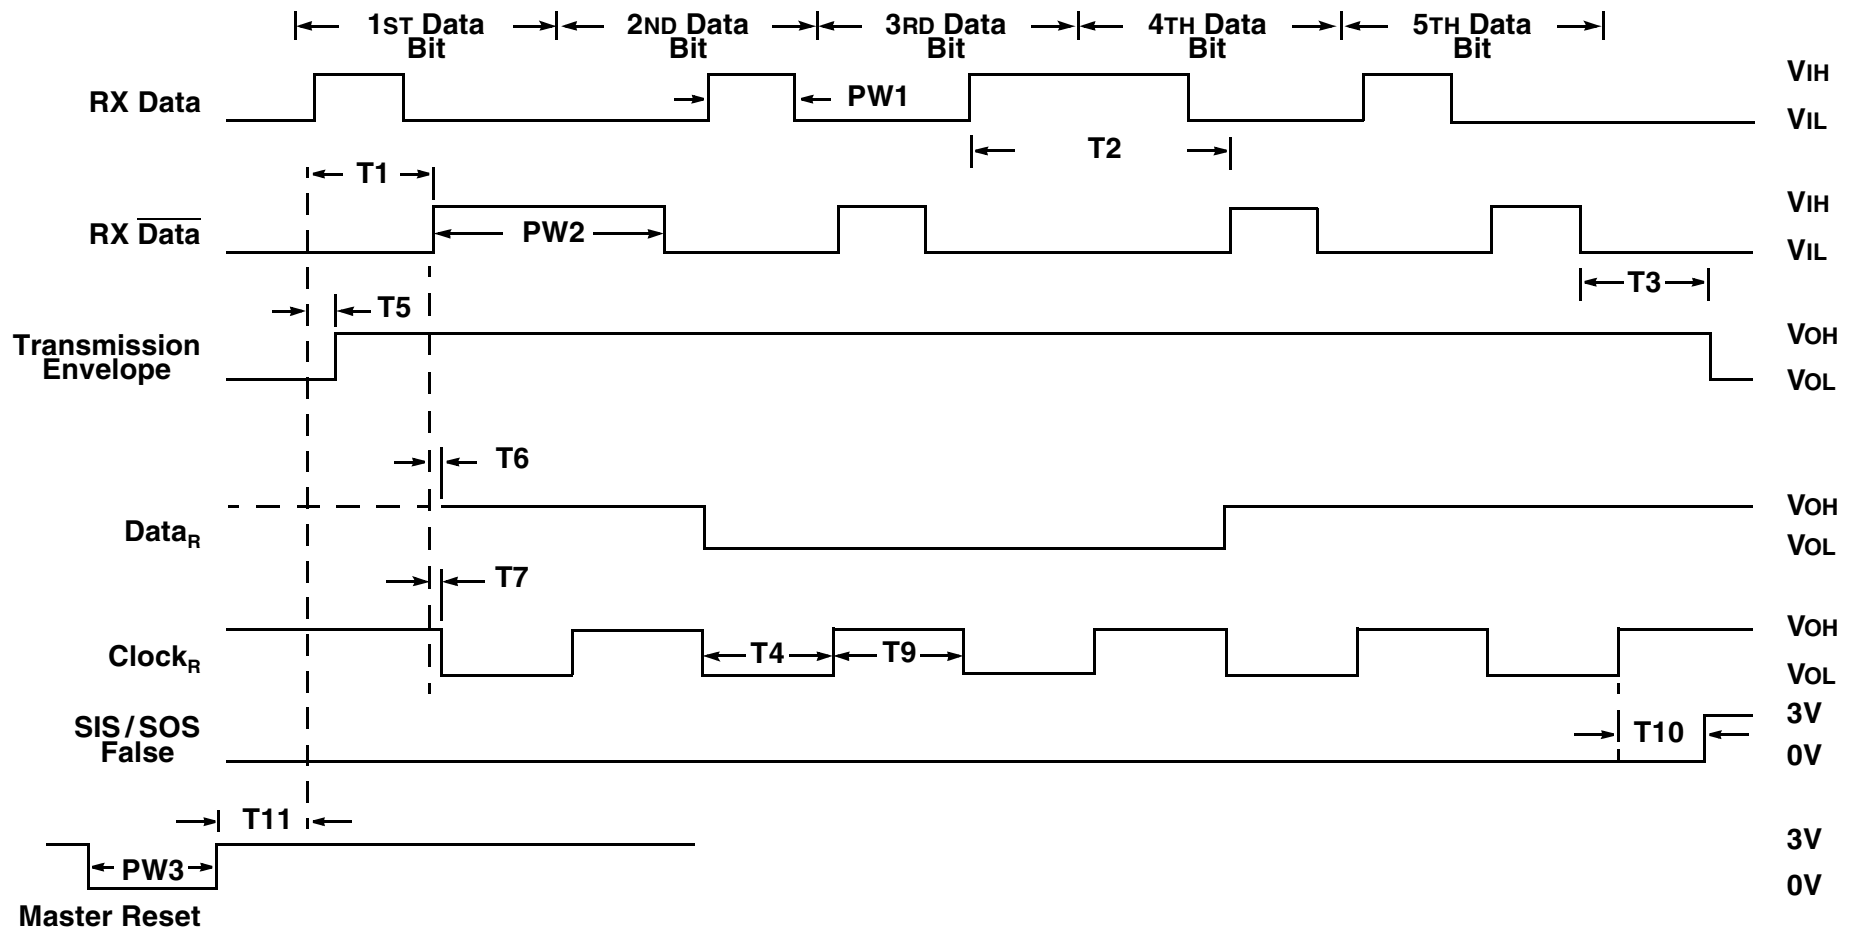 1ST Data Bit
2ND Data Bit
3RD Data Bit
4TH Data Bit
5TH Data Bit
RX Data
PW1
VIH
VIL
T2
T1
RX Data
PW2
VIH
VIL
T3
T5
Transmission
Envelope
VOH
VOL
T6
DataR
VOH
VOL
T7
ClockR
T4
T9
VOH
VOL
SIS/SOS
False
T10
3V
0V
T11
PW3
3V
0V
Master Reset